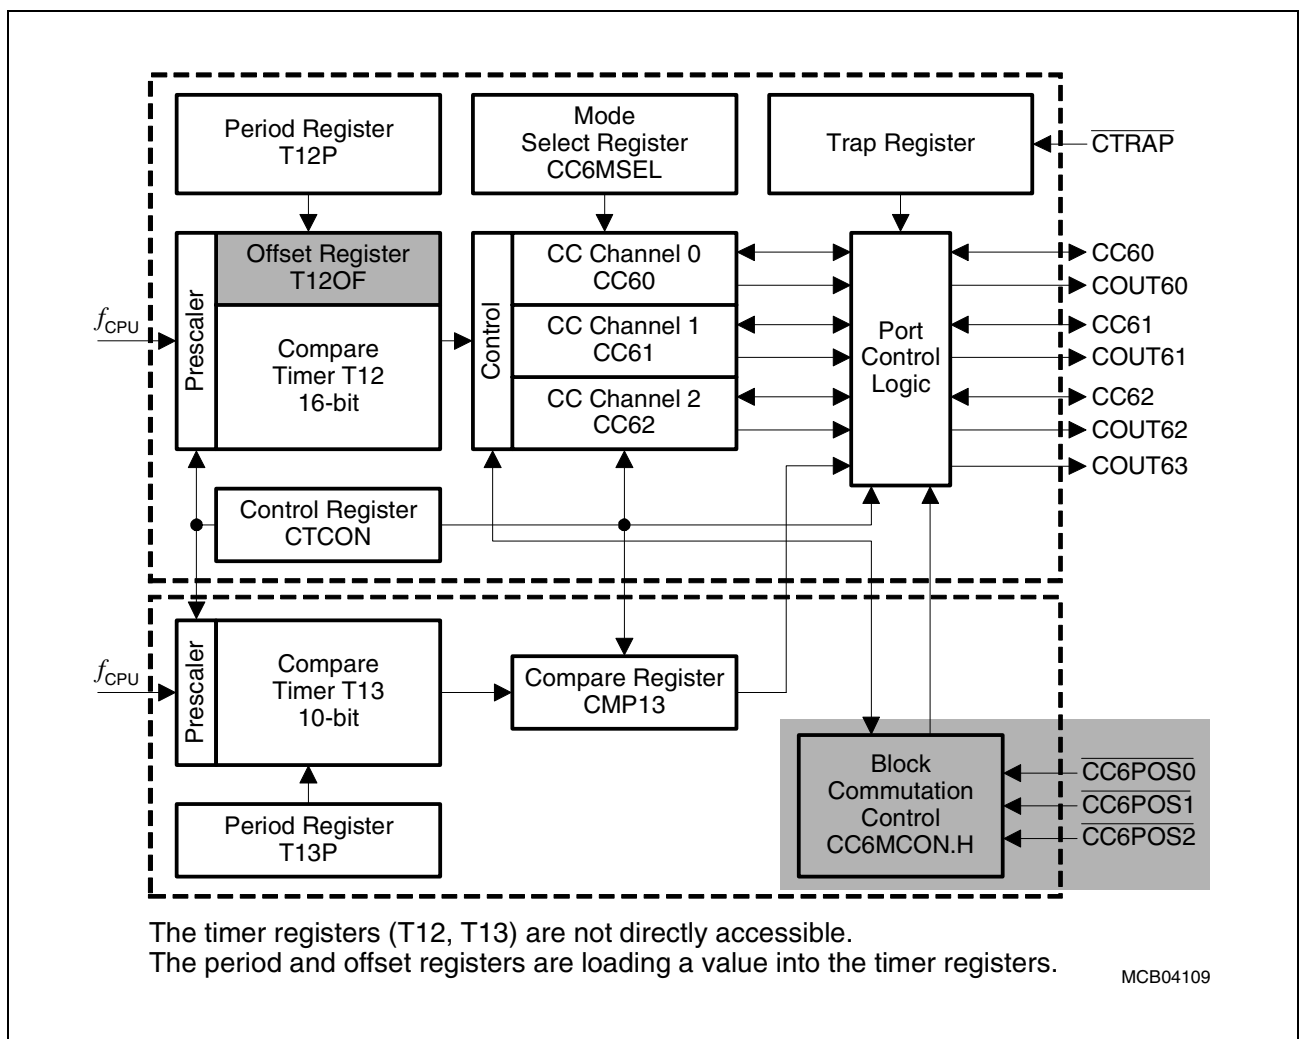 Period Register
T12P
Mode
Select Register
CC6MSEL
Trap Register
CTRAP
Prescaler
Offset Register
T12OF
Compare
Timer T12
16-bit
fCPU
Control
CC Channel 0
CC60
CC Channel 1
CC61
CC Channel 2
CC62
Port
Control
Logic
CC60
COUT60
CC61
COUT61
CC62
COUT62
COUT63
Control Register
CTCON
fCPU
Prescaler
Compare
Timer T13
10-bit
Compare Register
CMP13
Period Register
T13P
Block
Commutation
Control
CC6MCON.H
CC6POS0
CC6POS1
CC6POS2
The timer registers (T12, T13) are not directly accessible.
The period and offset registers are loading a value into the timer registers.
MCB04109